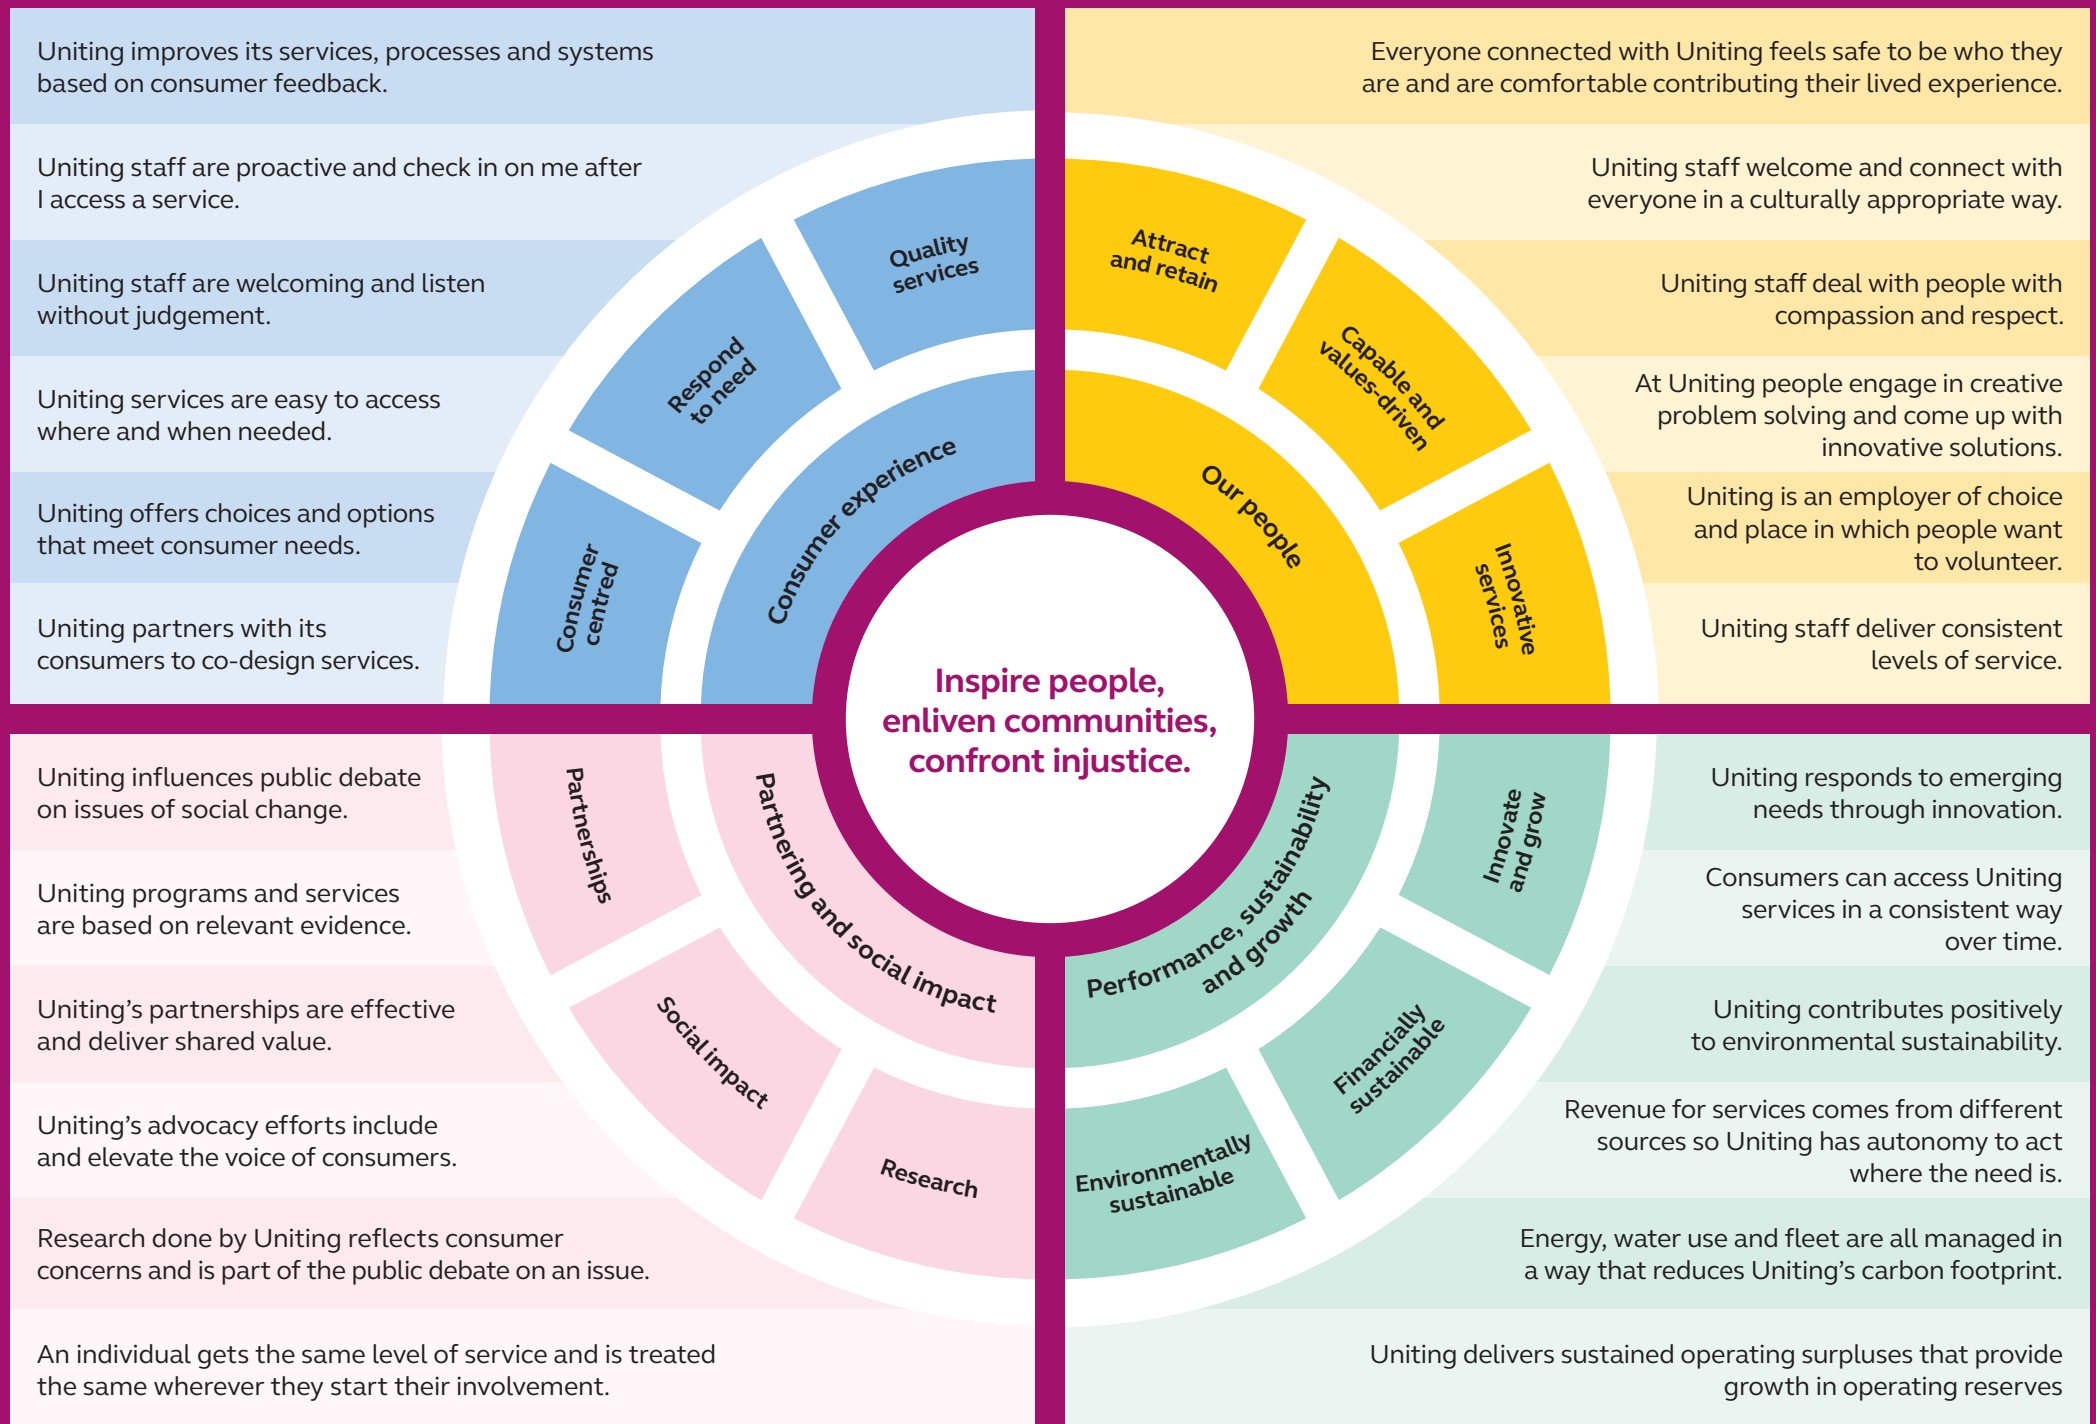 Uniting improves its services, processes and systems
based on consumer feedback.
Uniting staff are proactive and check in on me after
I access a service.
Uniting staff are welcoming and listen
without judgement.
Uniting services are easy to access
where and when needed.
Uniting offers choices and options
that meet consumer needs.
Uniting partners with its
consumers to co-design services.
Quality
services
Respond
to need
Consumer
centred
Consumer experience
Everyone connected with Uniting feels safe to be who they
are and are comfortable contributing their lived experience.
Uniting staff welcome and connect with
everyone in a culturally appropriate way.
Uniting staff deal with people with
compassion and respect.
At Uniting people engage in creative
problem solving and come up with
innovative solutions.
Uniting is an employer of choice
and place in which people want
to volunteer.
Uniting staff deliver consistent
levels of service.
Attract
and retain
Capable and
values-driven
Innovative
services
Our people
Inspire people,
enliven communities,
confront injustice.
Uniting influences public debate
on issues of social change.
Uniting programs and services
are based on relevant evidence.
Uniting’s partnerships are effective
and deliver shared value.
Uniting’s advocacy efforts include
and elevate the voice of consumers.
Research done by Uniting reflects consumer
concerns and is part of the public debate on an issue.
An individual gets the same level of service and is treated
the same wherever they start their involvement.
Partnerships
Social impact
Research
Partnering and social impact
Performance, sustainability
and growth
Innovate
and grow
Financially
sustainable
Environmentally
sustainable
Uniting responds to emerging
needs through innovation.
Consumers can access Uniting
services in a consistent way
over time.
Uniting contributes positively
to environmental sustainability.
Revenue for services comes from different
sources so Uniting has autonomy to act
where the need is.
Energy, water use and fleet are all managed in
a way that reduces Uniting’s carbon footprint.
Uniting delivers sustained operating surpluses that provide
growth in operating reserves